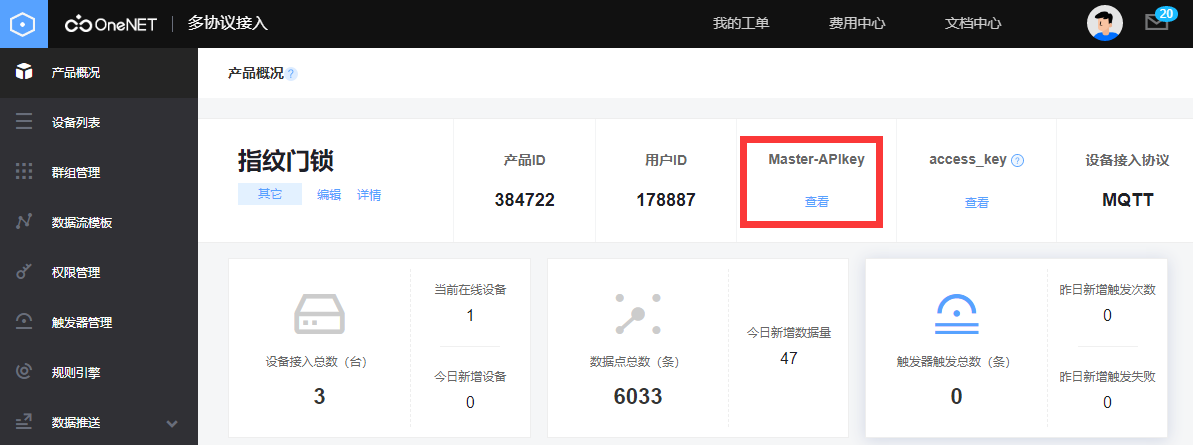 OneNET 多协议接入 我的工单 费用中心 文档中心 20
产品概况
设备列表
群组管理
数据流模板
权限管理
触发器管理
规则引擎
数据推送
产品概况?
指纹门锁
其它 编辑 详情
产品ID
384722
用户ID
178887
Master-APIkey
查看
access_key ?
查看
设备接入协议
MQTT
设备接入总数（台）
3
当前在线设备
1
今日新增设备
0
数据点总数（条）
6033
今日新增数据量
47
触发器触发总数（条）
0
昨日新增触发次数
0
昨日新增触发失败
0